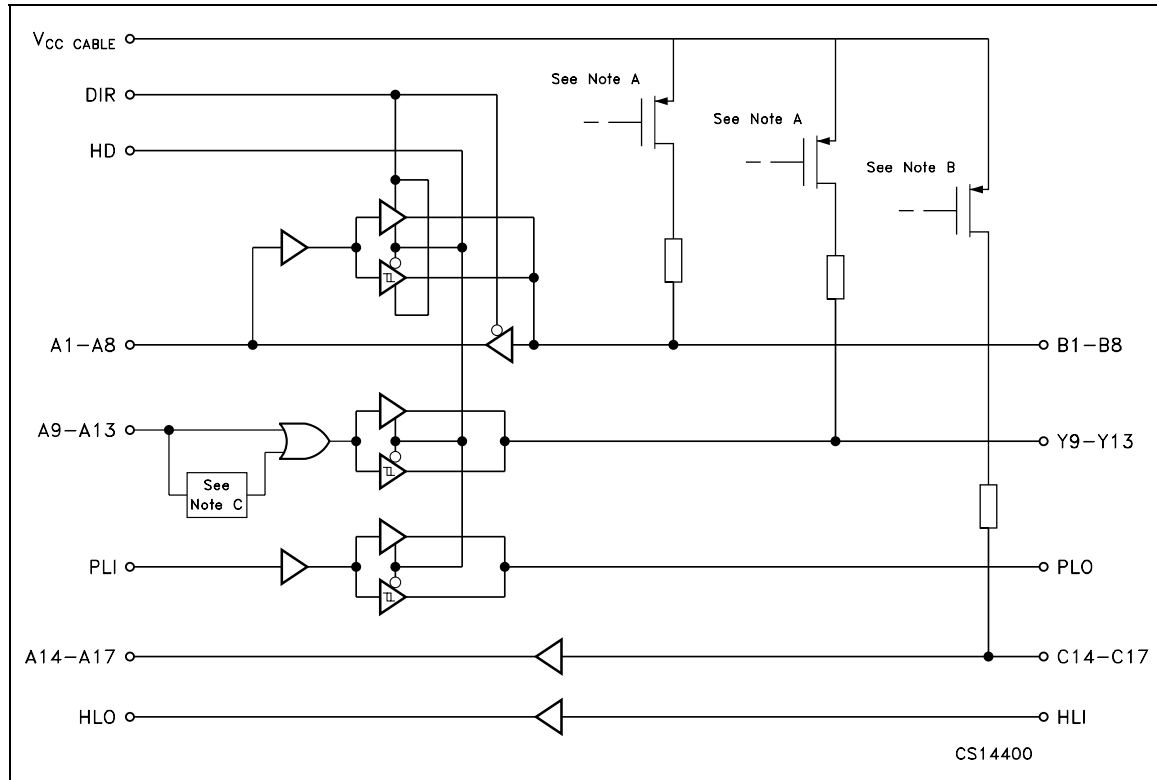 VCC CABLE
DIR
HD
See Note A
See Note A
See Note B
A1-A8
B1-B8
A9-A13
Y9-Y13
See
Note C
PLI
PLO
A14-A17
C14-C17
HLO
HLI
CS14400